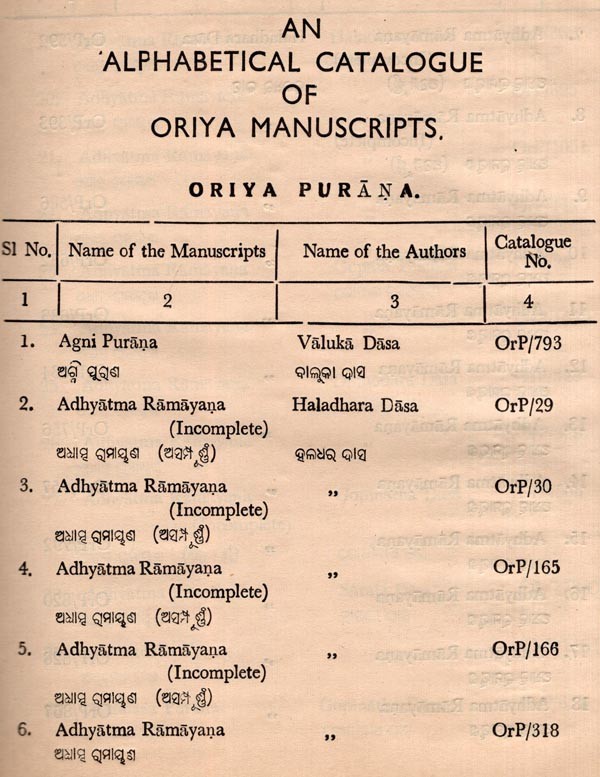 AN
ALPHABETICAL CATALOGUE
OF
ORIYA MANUSCRIPTS.
ORIYA PURĀṆA.
Sl No. Name of the Manuscripts Name of the Authors Catalogue No.
1 2 3 4
1. Agni Purāṇa Vālukā Dāsa OrP/793
ଅଗ୍ନି ପୁରାଣ ବାଲୁକା ଦାସ
2. Adhyātma Rāmāyaṇa Haladhara Dāsa OrP/29
(Incomplete)
ଅଧ୍ୟାତ୍ମ ରାମାୟଣ (ଅସମ୍ପୂର୍ଣ୍ଣ) ହଳଧର ଦାସ
3. Adhyātma Rāmāyaṇa „ OrP/30
(Incomplete)
ଅଧ୍ୟାତ୍ମ ରାମାୟଣ (ଅସମ୍ପୂର୍ଣ୍ଣ)
4. Adhyātma Rāmāyaṇa „ OrP/165
(Incomplete)
ଅଧ୍ୟାତ୍ମ ରାମାୟଣ (ଅସମ୍ପୂର୍ଣ୍ଣ)
5. Adhyātma Rāmāyaṇa „ OrP/166
(Incomplete)
ଅଧ୍ୟାତ୍ମ ରାମାୟଣ (ଅସମ୍ପୂର୍ଣ୍ଣ)
6. Adhyātma Rāmāyaṇa „ OrP/318
ଅଧ୍ୟାତ୍ମ ରାମାୟଣ